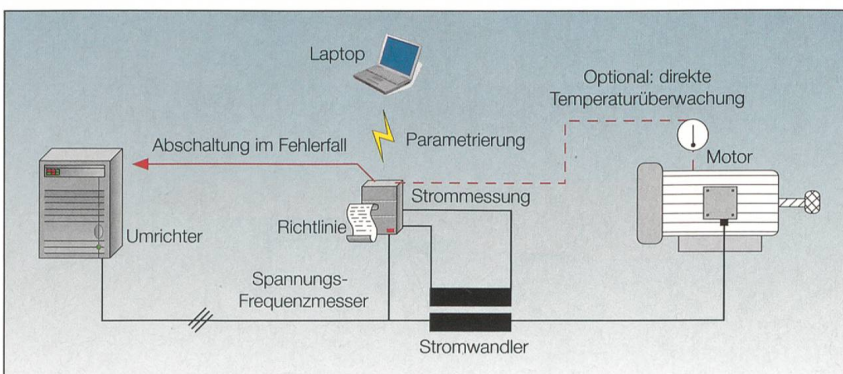 Laptop
Optional: direkte
Temperaturüberwachung
Abschaltung im Fehlerfall
Parametrierung
Motor
Strommessung
Richtlinie
Umrichter
Spannungs-
Frequenzmesser
Stromwandler